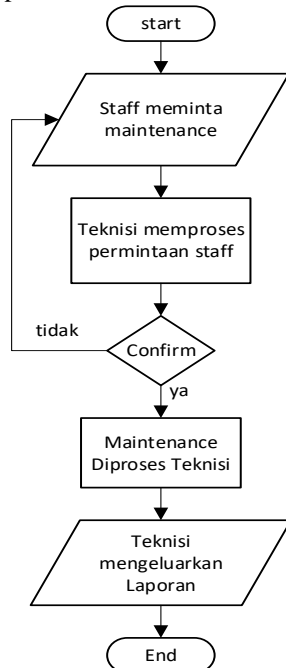 start
Staff meminta
maintenance
Teknisi memproses
permintaan staff
tidak
Confirm
ya
Maintenance
Diproses Teknisi
Teknisi
mengeluarkan
Laporan
End